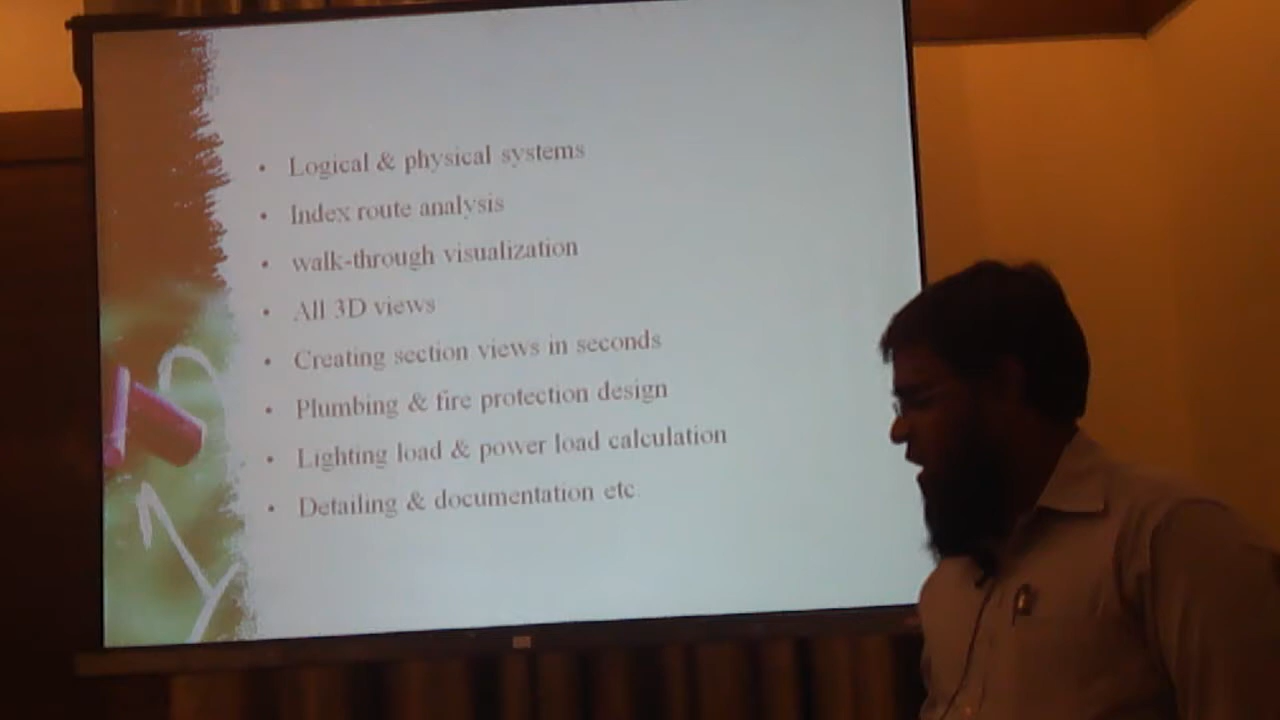 • Logical & physical systems
• Index route analysis
• walk-through visualization
• All 3D views
• Creating section views in seconds
• Plumbing & fire protection design
• Lighting load & power load calculation
• Detailing & documentation etc.